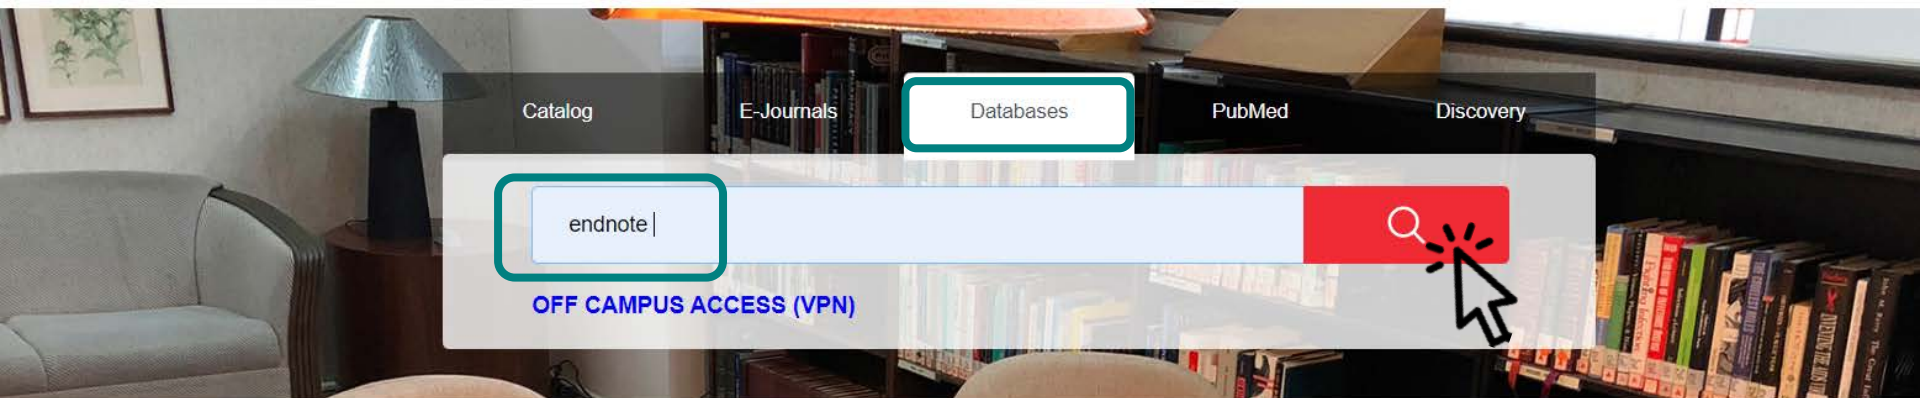 Catalog E-Journals Databases PubMed Discovery
endnote
OFF CAMPUS ACCESS (VPN)